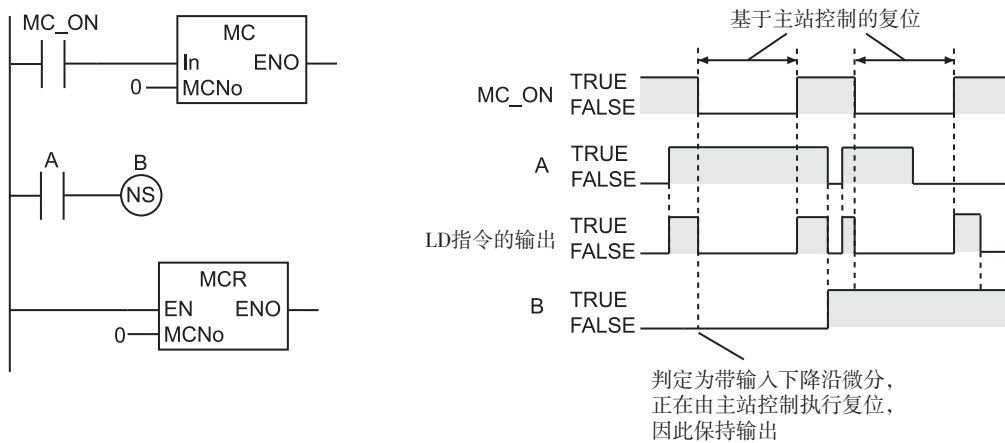 MC_ON
MC
In ENO
0 MCNo
A
B
NS
MCR
EN ENO
0 MCNo
基于主站控制的复位
MC_ON
TRUE
FALSE
A
TRUE
FALSE
LD指令的输出
TRUE
FALSE
B
TRUE
FALSE
判定为带输入下降沿微分，
正在由主站控制执行复位，
因此保持输出